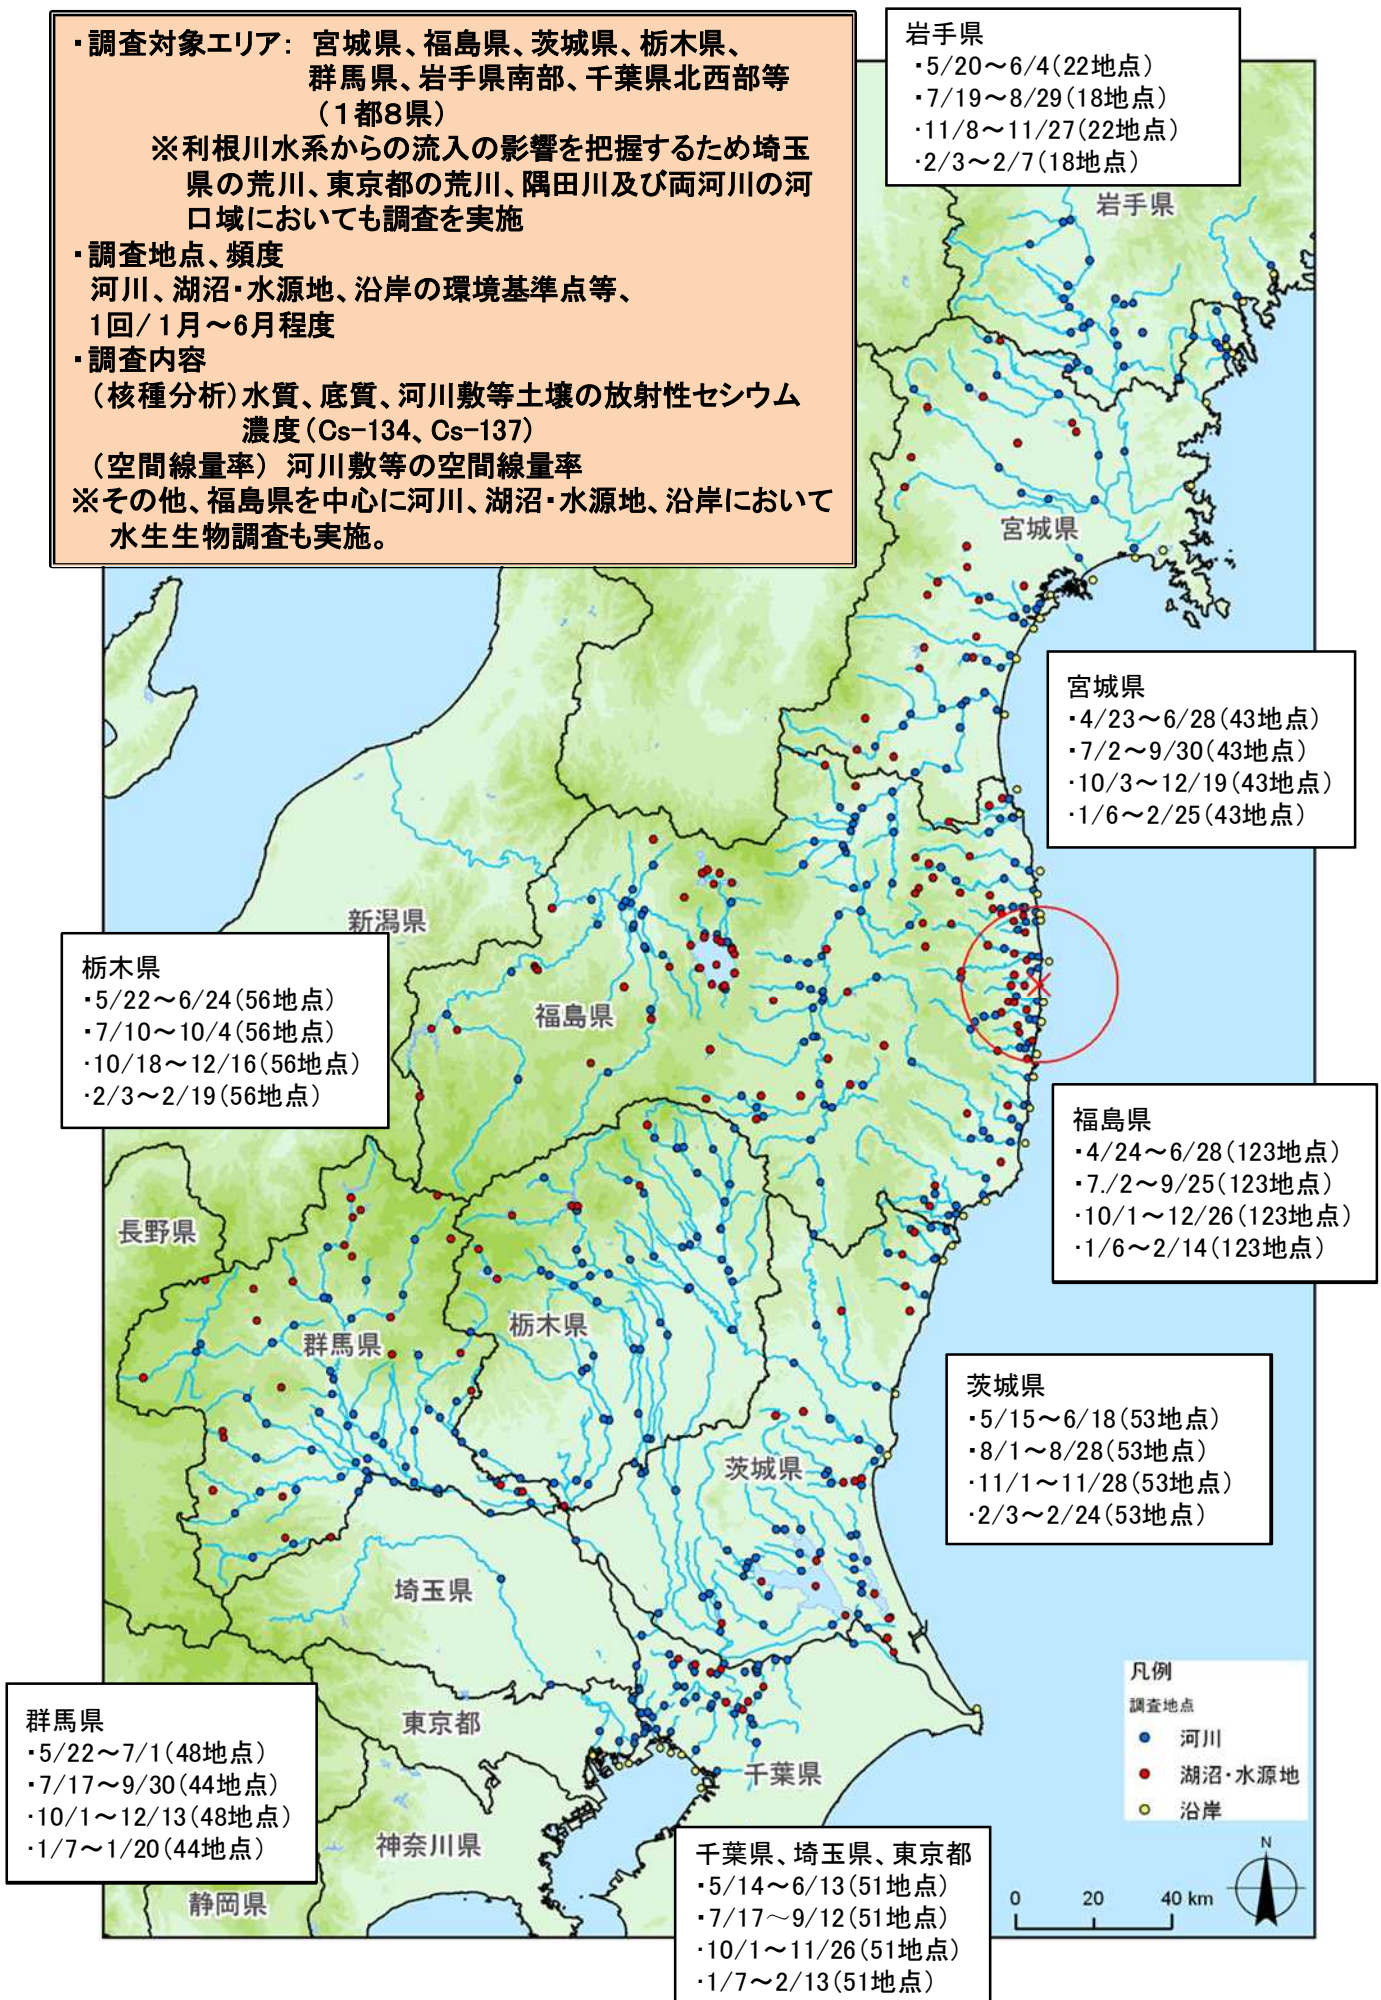 ・調査対象エリア： 宮城県、福島県、茨城県、栃木県、
群馬県、岩手県南部、千葉県北西部等
（１都８県）
※利根川水系からの流入の影響を把握するため埼玉
県の荒川、東京都の荒川、隅田川及び両河川の河
口域においても調査を実施
・調査地点、頻度
河川、湖沼・水源地、沿岸の環境基準点等、
1回/1月～6月程度
・調査内容
（核種分析）水質、底質、河川敷等土壌の放射性セシウム
濃度（Cs-134、Cs-137）
（空間線量率） 河川敷等の空間線量率
※その他、福島県を中心に河川、湖沼・水源地、沿岸において
水生生物調査も実施。
岩手県
・5/20～6/4(22地点)
・7/19～8/29(18地点)
・11/8～11/27(22地点)
・2/3～2/7(18地点)
岩手県
宮城県
宮城県
・4/23～6/28(43地点)
・7/2～9/30(43地点)
・10/3～12/19(43地点)
・1/6～2/25(43地点)
新潟県
栃木県
・5/22～6/24(56地点)
・7/10～10/4(56地点)
・10/18～12/16(56地点)
・2/3～2/19(56地点)
福島県
福島県
・4/24～6/28(123地点)
・7./2～9/25(123地点)
・10/1～12/26(123地点)
・1/6～2/14(123地点)
長野県
群馬県
栃木県
茨城県
・5/15～6/18(53地点)
・8/1～8/28(53地点)
・11/1～11/28(53地点)
・2/3～2/24(53地点)
茨城県
埼玉県
群馬県
・5/22～7/1(48地点)
・7/17～9/30(44地点)
・10/1～12/13(48地点)
・1/7～1/20(44地点)
東京都
千葉県
神奈川県
静岡県
千葉県、埼玉県、東京都
・5/14～6/13(51地点)
・7/17～9/12(51地点)
・10/1～11/26(51地点)
・1/7～2/13(51地点)
凡例
調査地点
河川
湖沼・水源地
沿岸
N
0 20 40 km